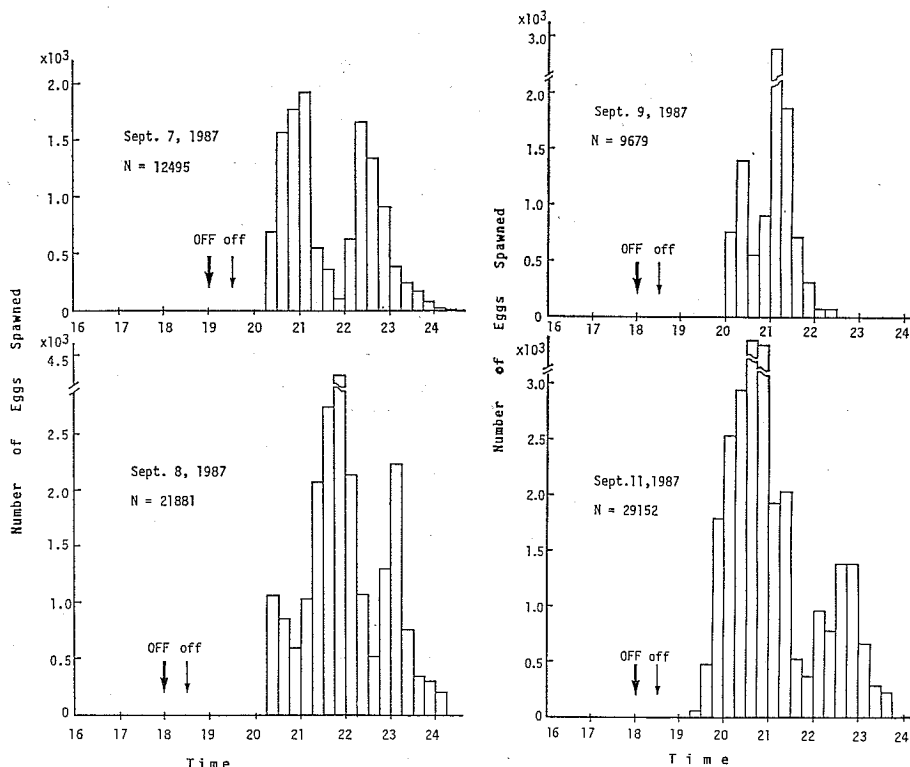 x10³
2.0
1.5
1.0
0.5
0
Sept. 7, 1987
N = 12495
OFF off
16 17 18 19 20 21 22 23 24
x10³
4.5
2.5
2.0
1.5
1.0
0.5
0
Sept. 8, 1987
N = 21881
OFF off
16 17 18 19 20 21 22 23 24
Time
Number of Eggs Spawned
x10³
3.0
2.0
1.5
1.0
0.5
0
Sept. 9, 1987
N = 9679
OFF off
16 17 18 19 20 21 22 23 24
x10³
3.0
2.5
2.0
1.5
1.0
0.5
0
Sept.11,1987
N = 29152
OFF off
16 17 18 19 20 21 22 23 24
Time
Number of Eggs Spawned